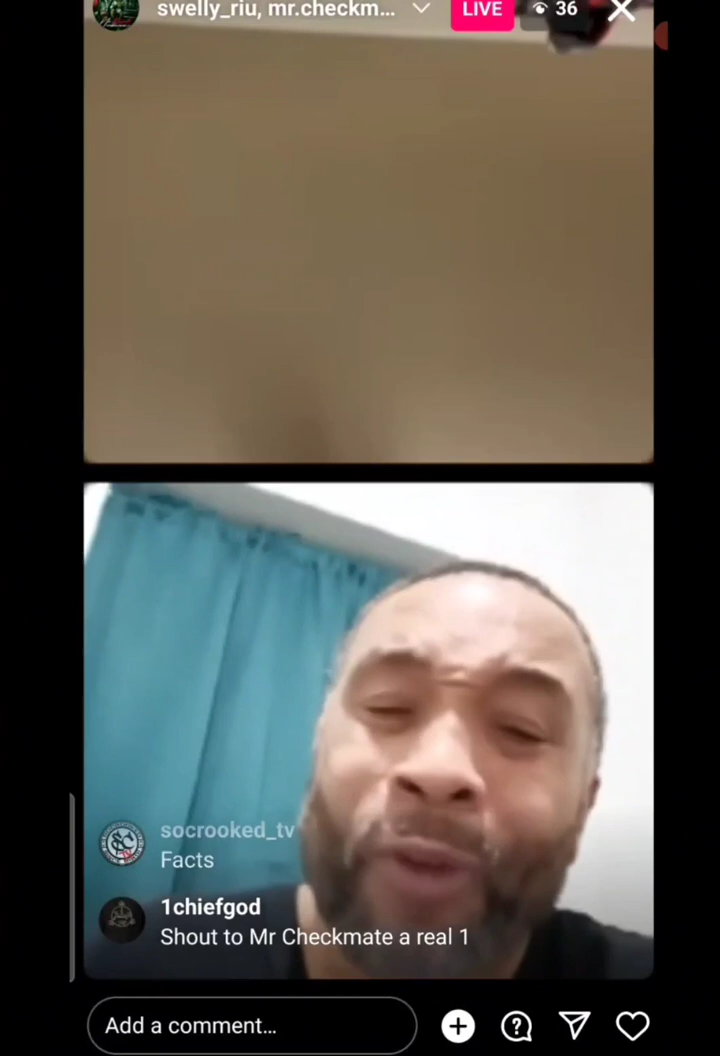 swelly_riu, mr.checkm...
LIVE
36
socrooked_tv
Facts
1chiefgod
Shout to Mr Checkmate a real 1
Add a comment...